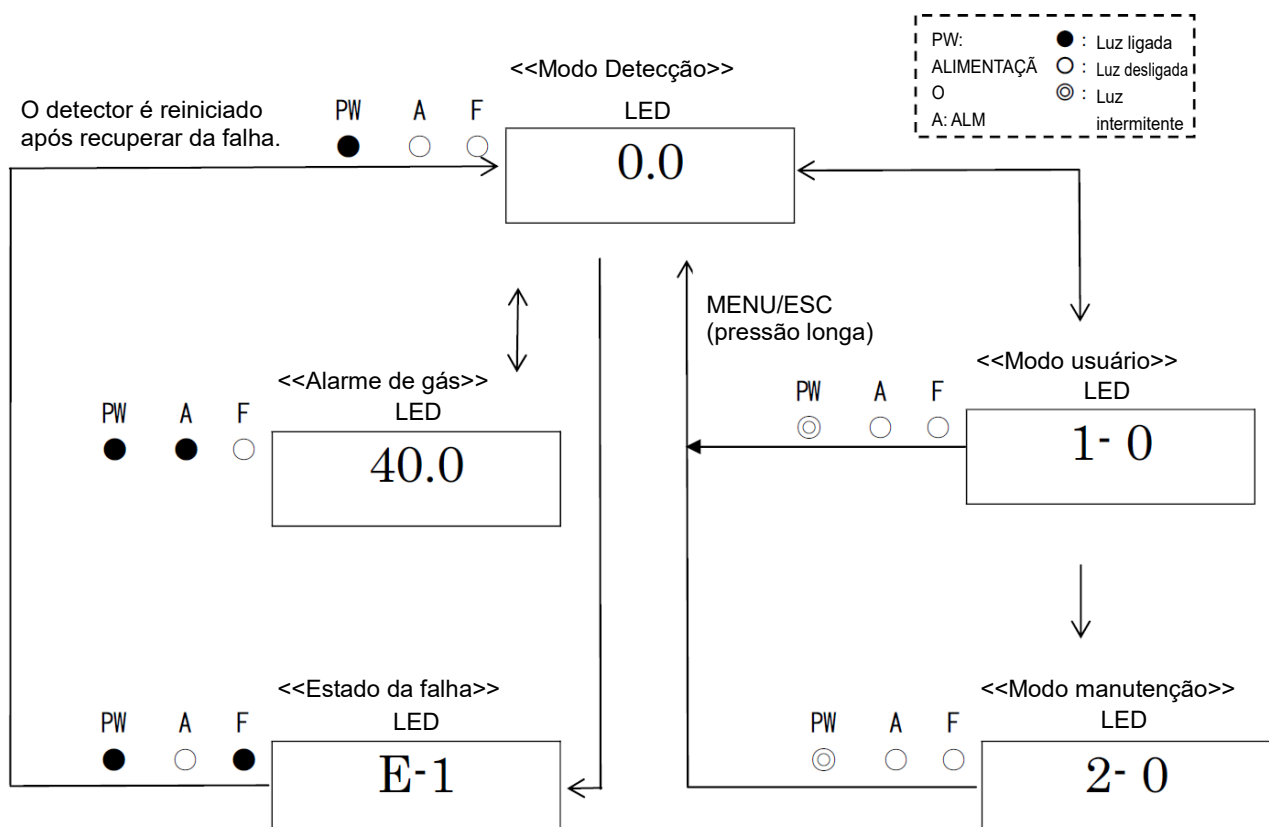 PW:
ALIMENTAÇÃ
O
A: ALM
: Luz ligada
: Luz desligada
: Luz
intermitente
<<Modo Detecção>>
LED
O detector é reiniciado
após recuperar da falha.
PW A F
0.0
MENU/ESC
(pressão longa)
<<Alarme de gás>>
LED
PW A F
40.0
<<Modo usuário>>
LED
PW A F
1- 0
<<Estado da falha>>
LED
PW A F
E-1
<<Modo manutenção>>
LED
PW A F
2- 0